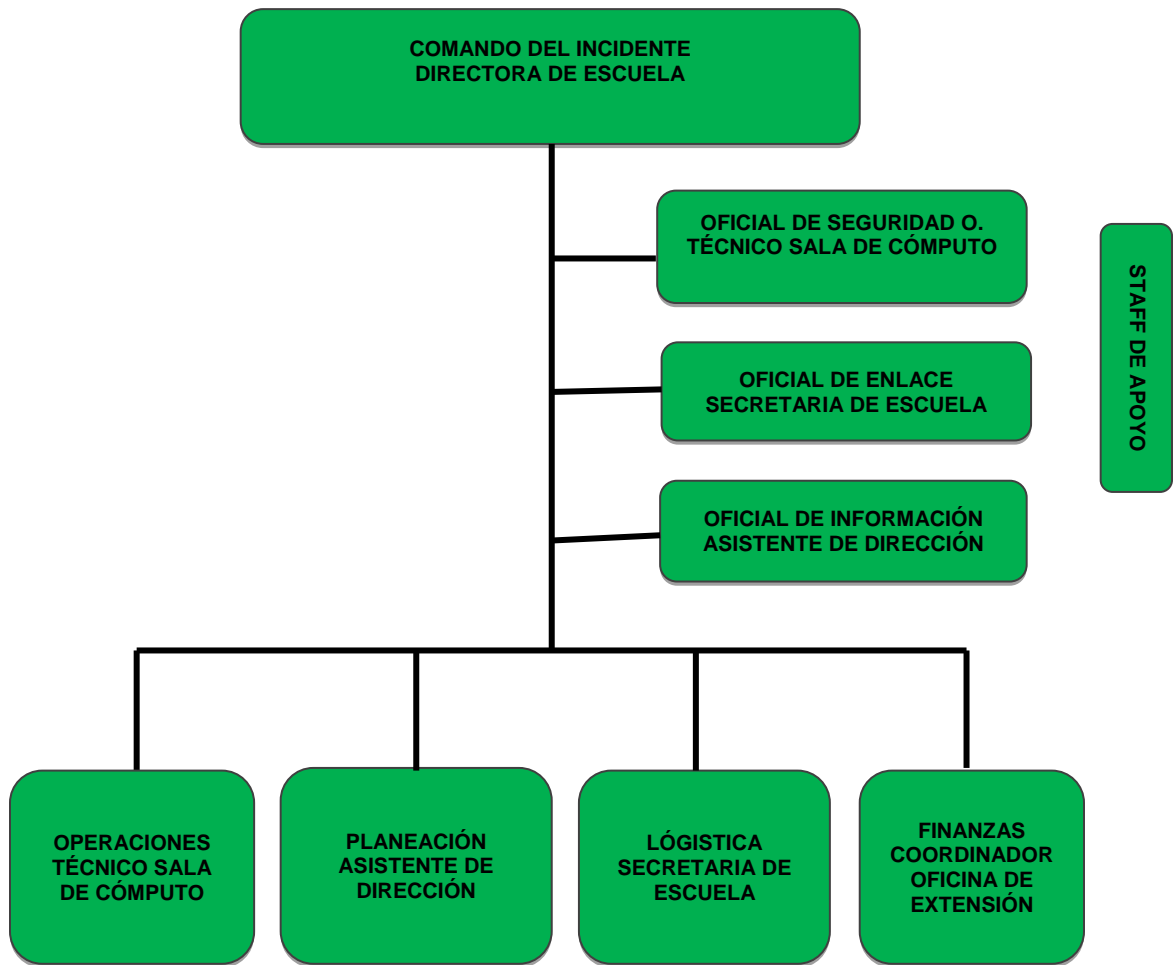 COMANDO DEL INCIDENTE
DIRECTORA DE ESCUELA
OFICIAL DE SEGURIDAD O.
TÉCNICO SALA DE CÓMPUTO
STAFF DE APOYO
OFICIAL DE ENLACE
SECRETARIA DE ESCUELA
OFICIAL DE INFORMACIÓN
ASISTENTE DE DIRECCIÓN
OPERACIONES
TÉCNICO SALA
DE CÓMPUTO
PLANEACIÓN
ASISTENTE DE
DIRECCIÓN
LÓGISTICA
SECRETARIA DE
ESCUELA
FINANZAS
COORDINADOR
OFICINA DE
EXTENSIÓN